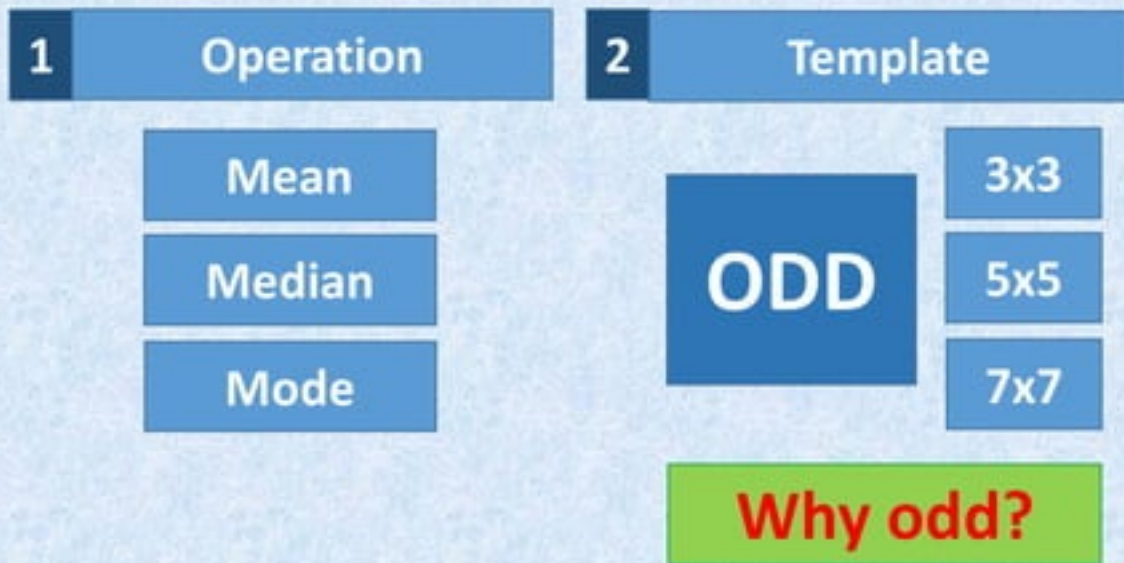 1 Operation
Mean
Median
Mode
2 Template
ODD
3x3
5x5
7x7
Why odd?